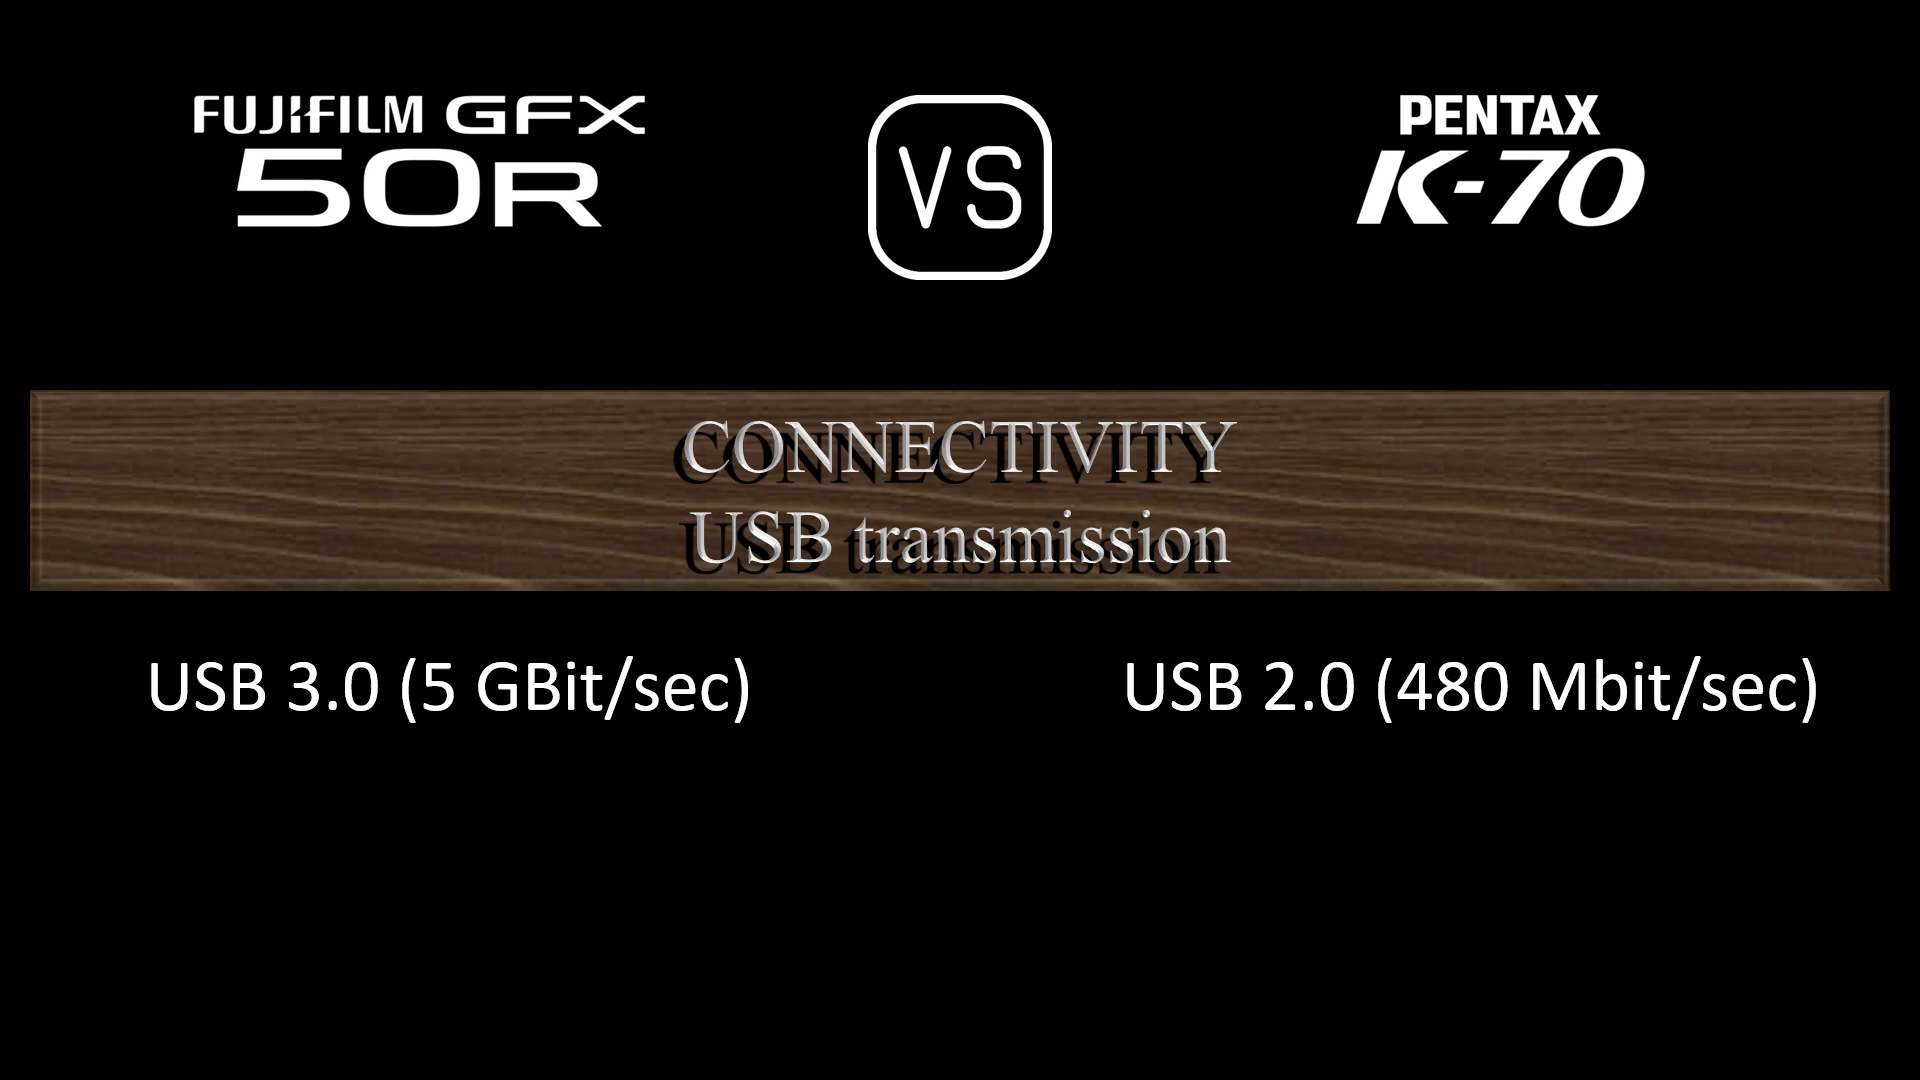 FUJIFILM GFX
50R
VS
PENTAX
K-70
CONNECTIVITY
USB transmission
USB 3.0 (5 GBit/sec)
USB 2.0 (480 Mbit/sec)